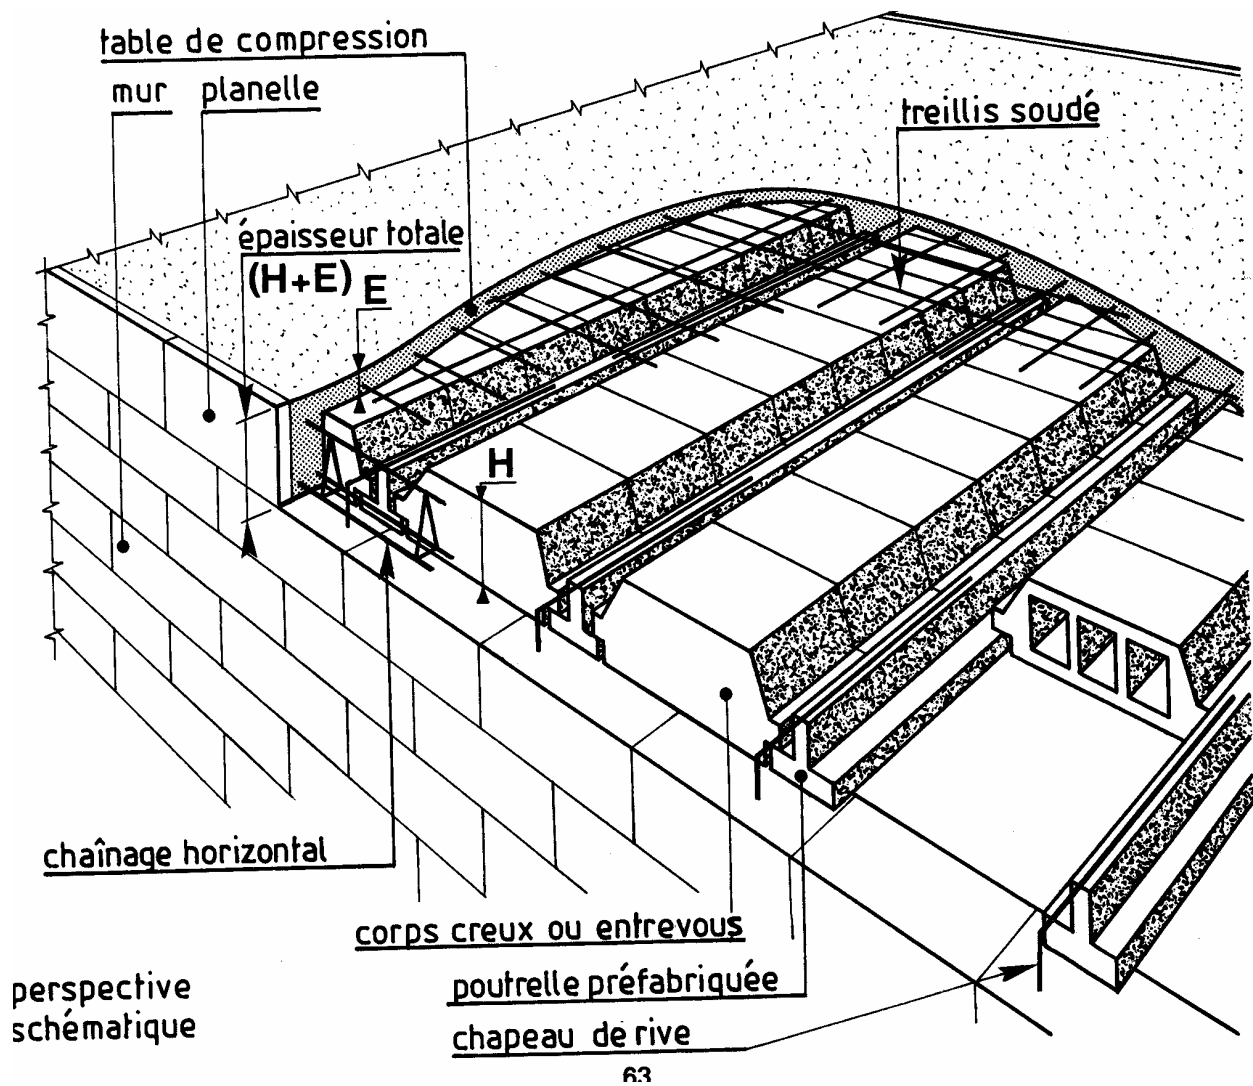 table de compression
mur planelle
treillis soudé
épaisseur totale
(H+E) E
H
chaînage horizontal
corps creux ou entrevous
poutrelle préfabriquée
chapeau de rive
perspective
schématique
63